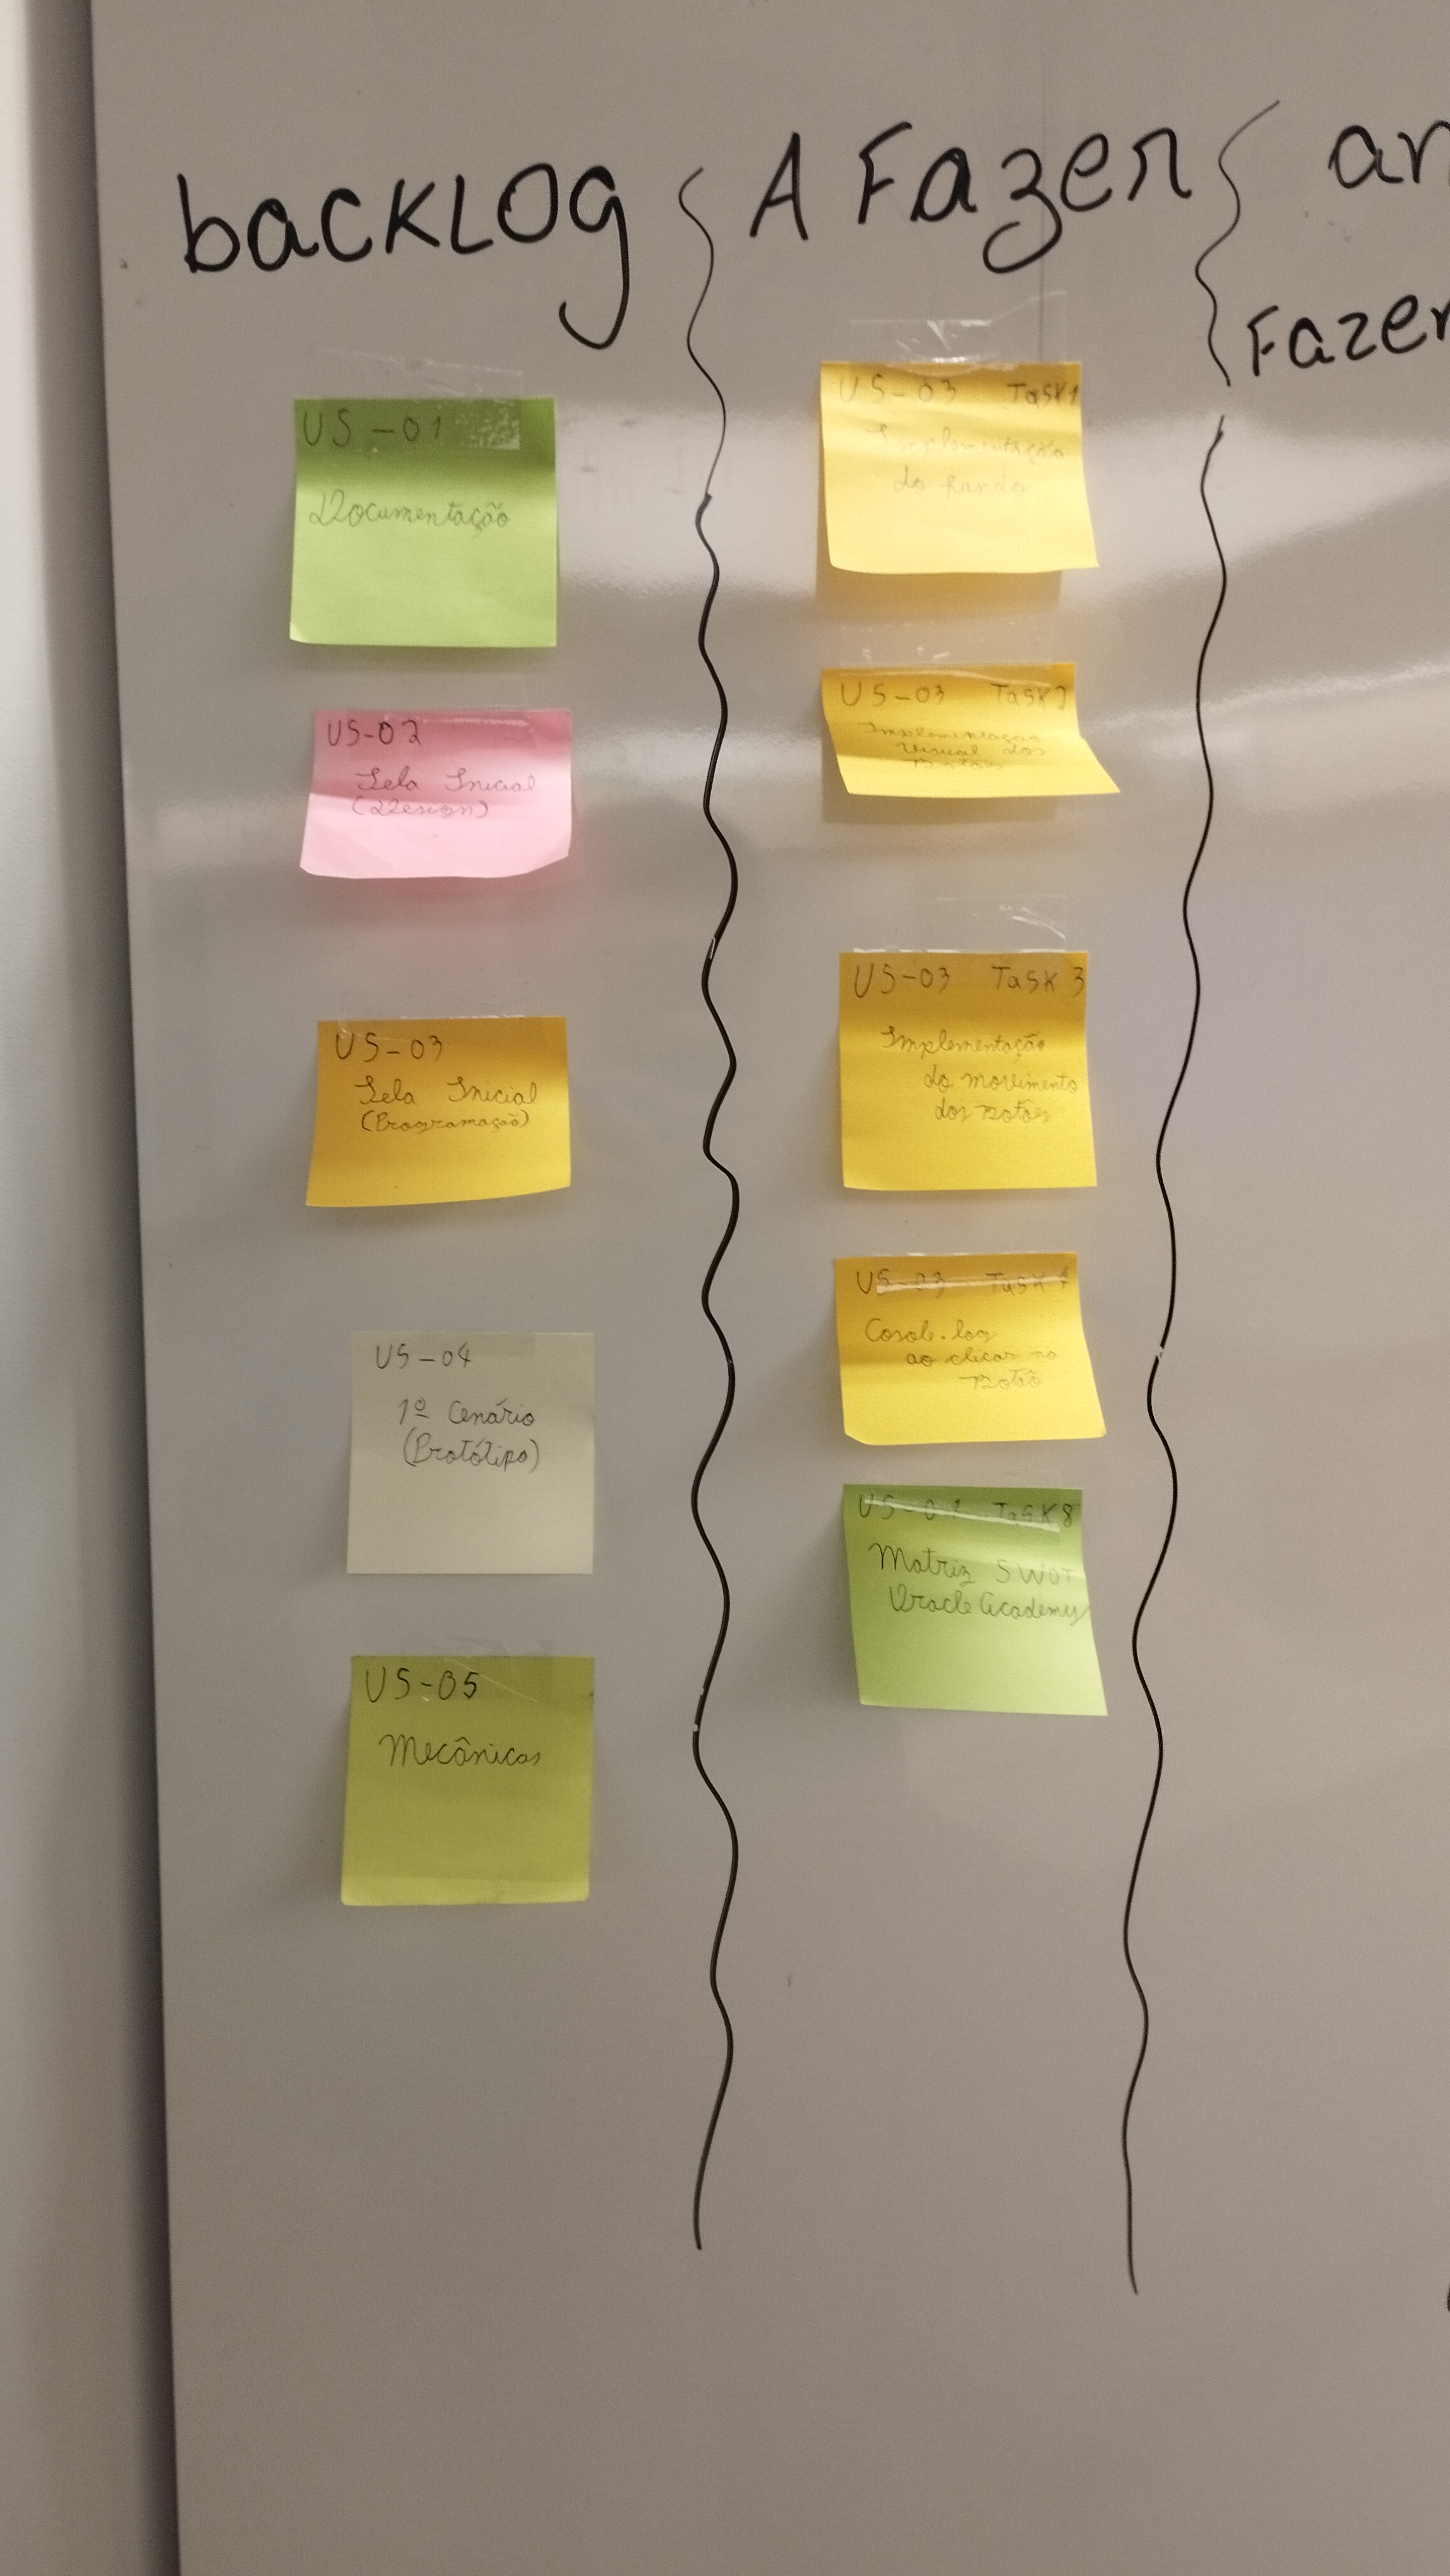 backlog
A Fazer
an
Fazer
US-01
Documentação
US-02
Tela Inicial
(Design)
US-03
Tela Inicial
(Programação)
US-04
1º Cenário
(Protótipo)
US-05
Mecânicas
US-03 Task1
Implementação
do fundo
US-03 Task2
Implementação
visual dos
Botões
US-03 Task 3
Implementação
do movimento
dos Botões
US-03 Task 4
Cosole.log
ao clicar no
Botão
US-01 Task8
Matriz SWOT
Oracle Academy